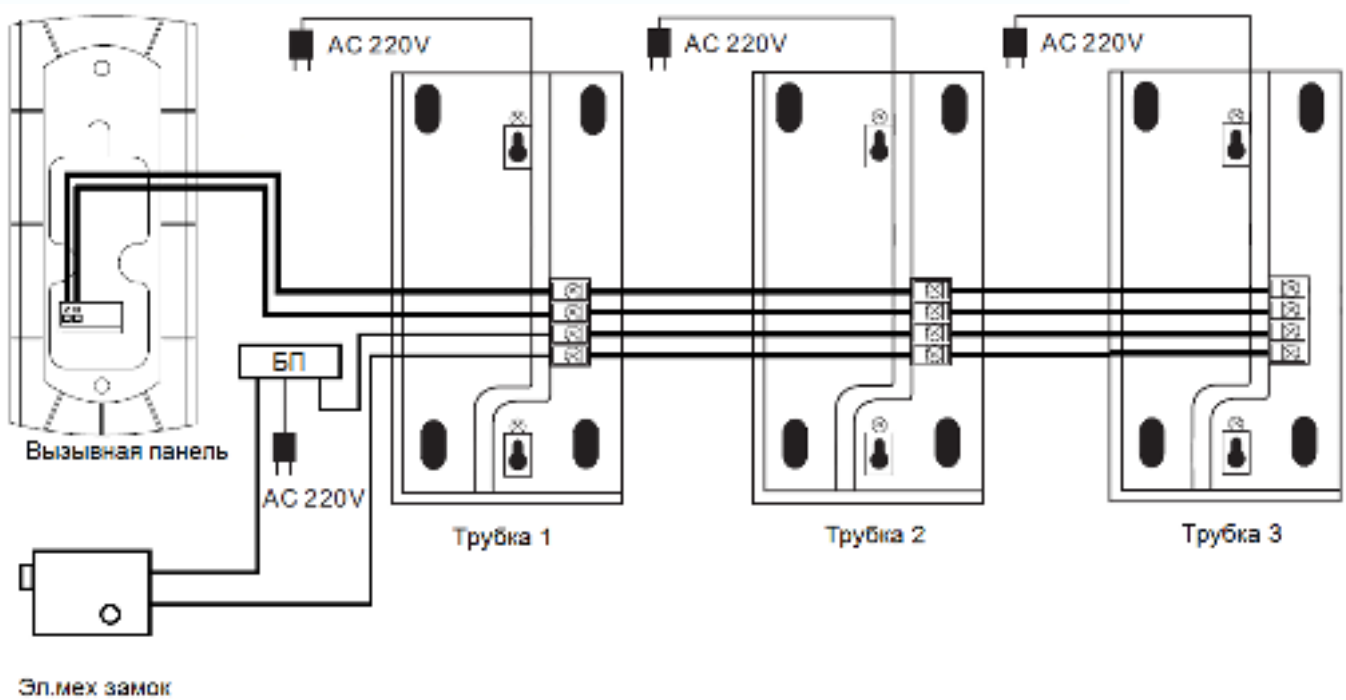 AC 220V
AC 220V
AC 220V
БП
Вызывная панель
AC 220V
Трубка 1
Трубка 2
Трубка 3
Эл.мех замок